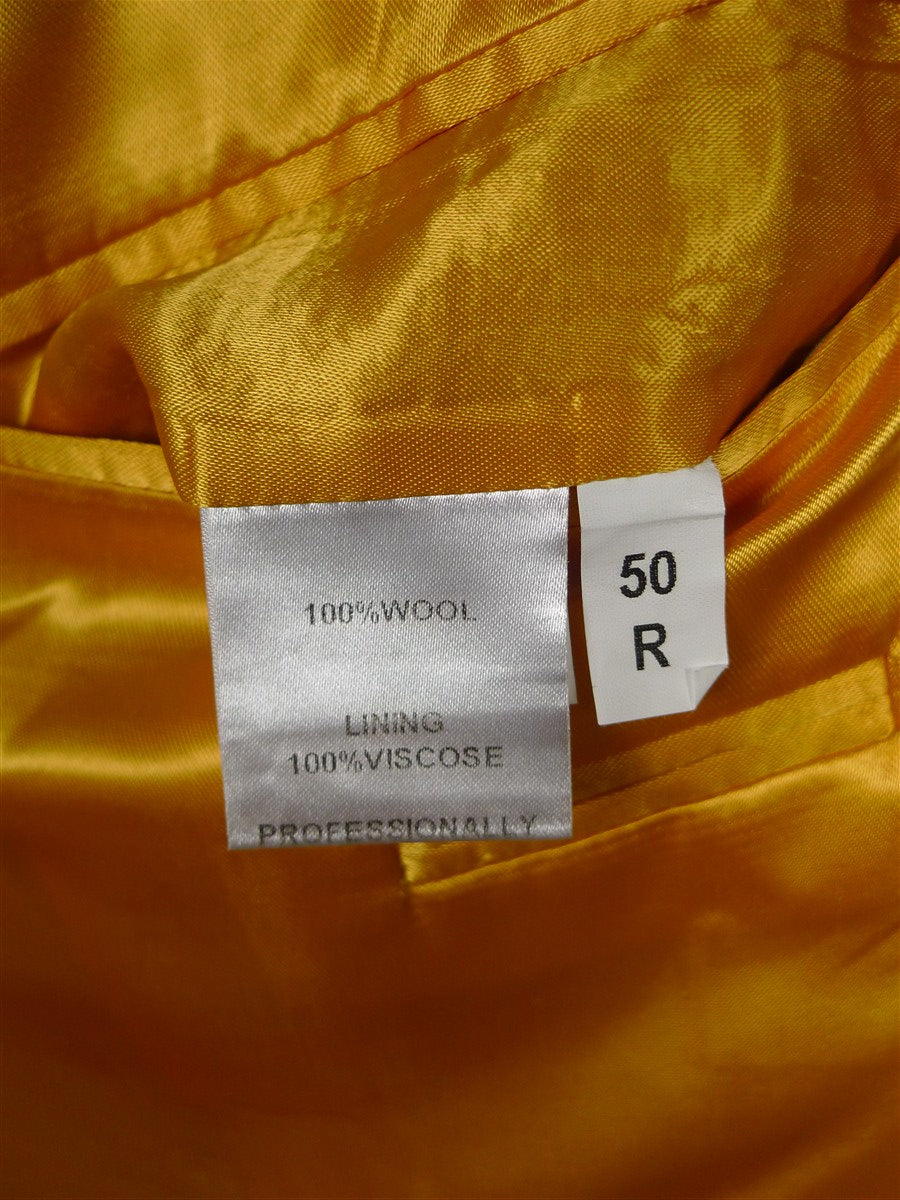 100%WOOL
LINING
100%VISCOSE
PROFESSIONALLY
50
R